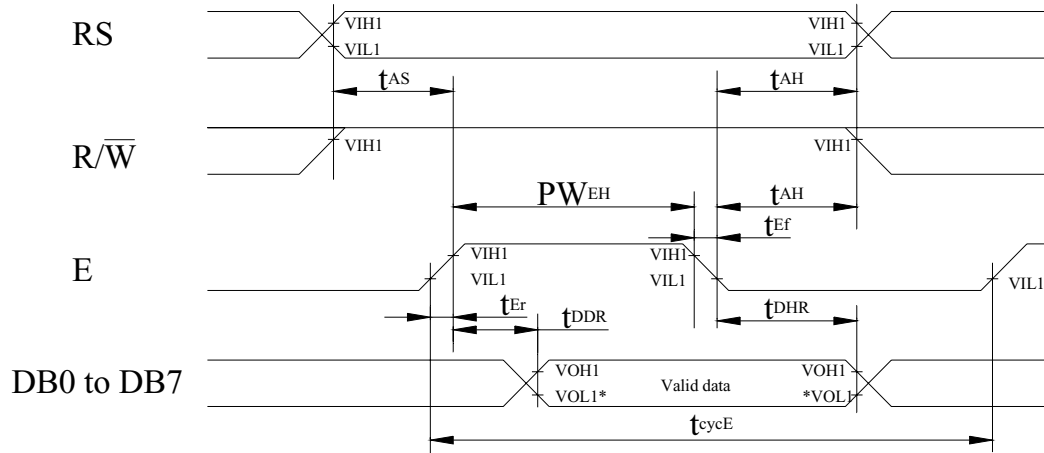 RS
VIH1
VIL1
VIH1
VIL1
tAS
tAH
R/W̅
VIH1
VIH1
PWEH
tAH
tEf
E
VIH1
VIL1
VIH1
VIL1
VIL1
tEr
tDDR
tDHR
DB0 to DB7
VOH1
VOL1*
Valid data
VOH1
*VOL1
tcycE